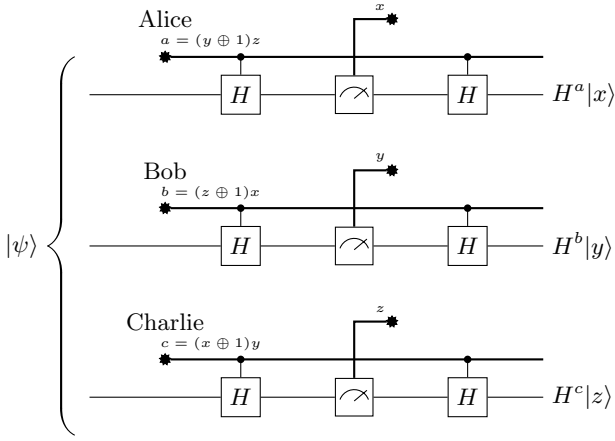 Alice
x
a = (y ⊕ 1)z
H
H
H^a|x⟩
Bob
y
b = (z ⊕ 1)x
|ψ⟩
H
H
H^b|y⟩
Charlie
z
c = (x ⊕ 1)y
H
H
H^c|z⟩